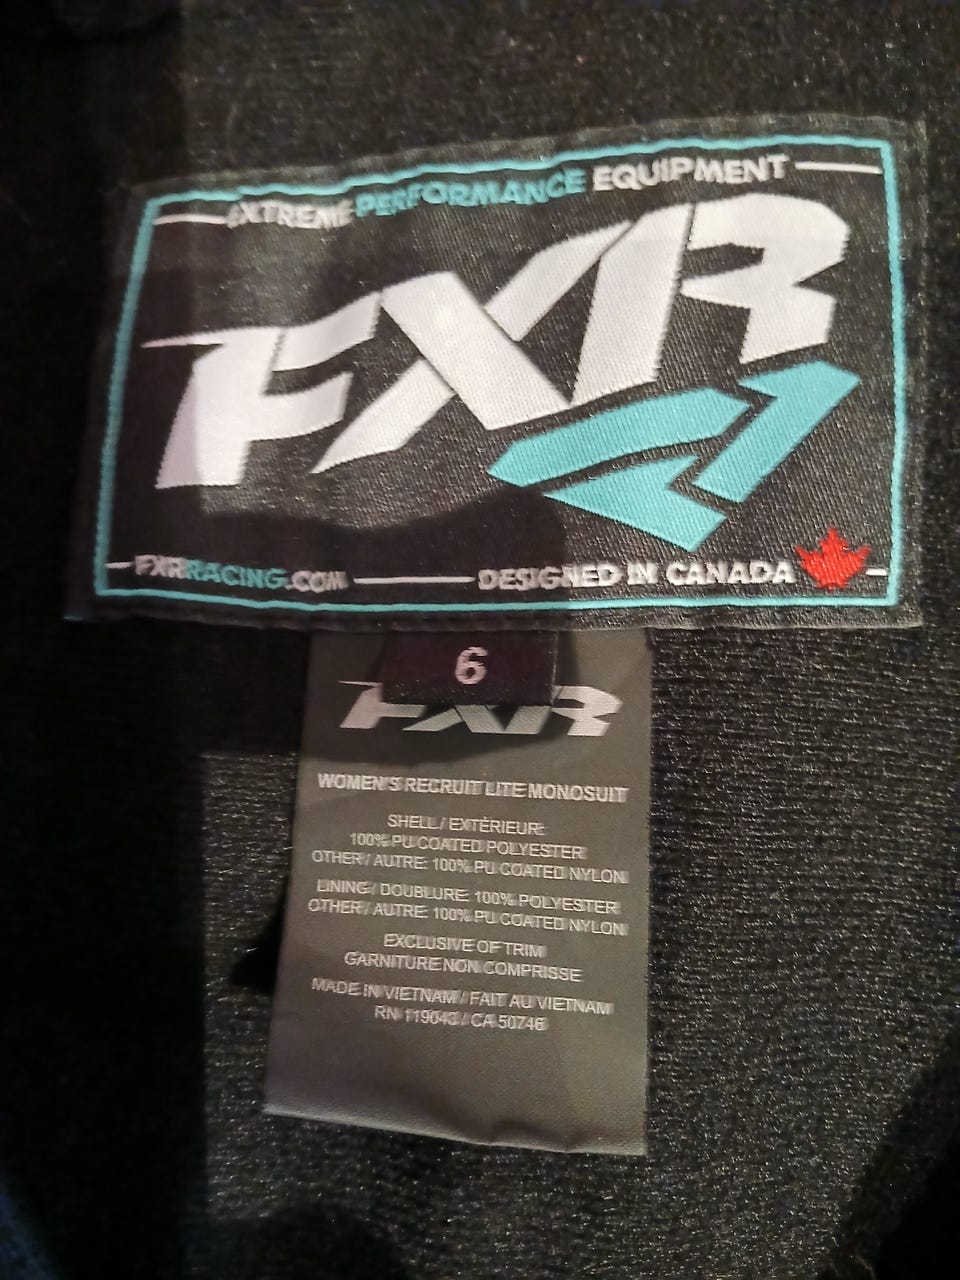 EXTREME PERFORMANCE EQUIPMENT
FXR
FXRRACING.COM DESIGNED IN CANADA
6
FXR
WOMEN'S RECRUIT LITE MONOSUIT
SHELL / EXTÉRIEUR:
100% PU COATED POLYESTER
OTHER / AUTRE: 100% PU COATED NYLON
LINING / DOUBLURE: 100% POLYESTER
OTHER / AUTRE: 100% PU COATED NYLON
EXCLUSIVE OF TRIM
GARNITURE NON COMPRISSE
MADE IN VIETNAM / FAIT AU VIETNAM
RN 119043 / CA 50746